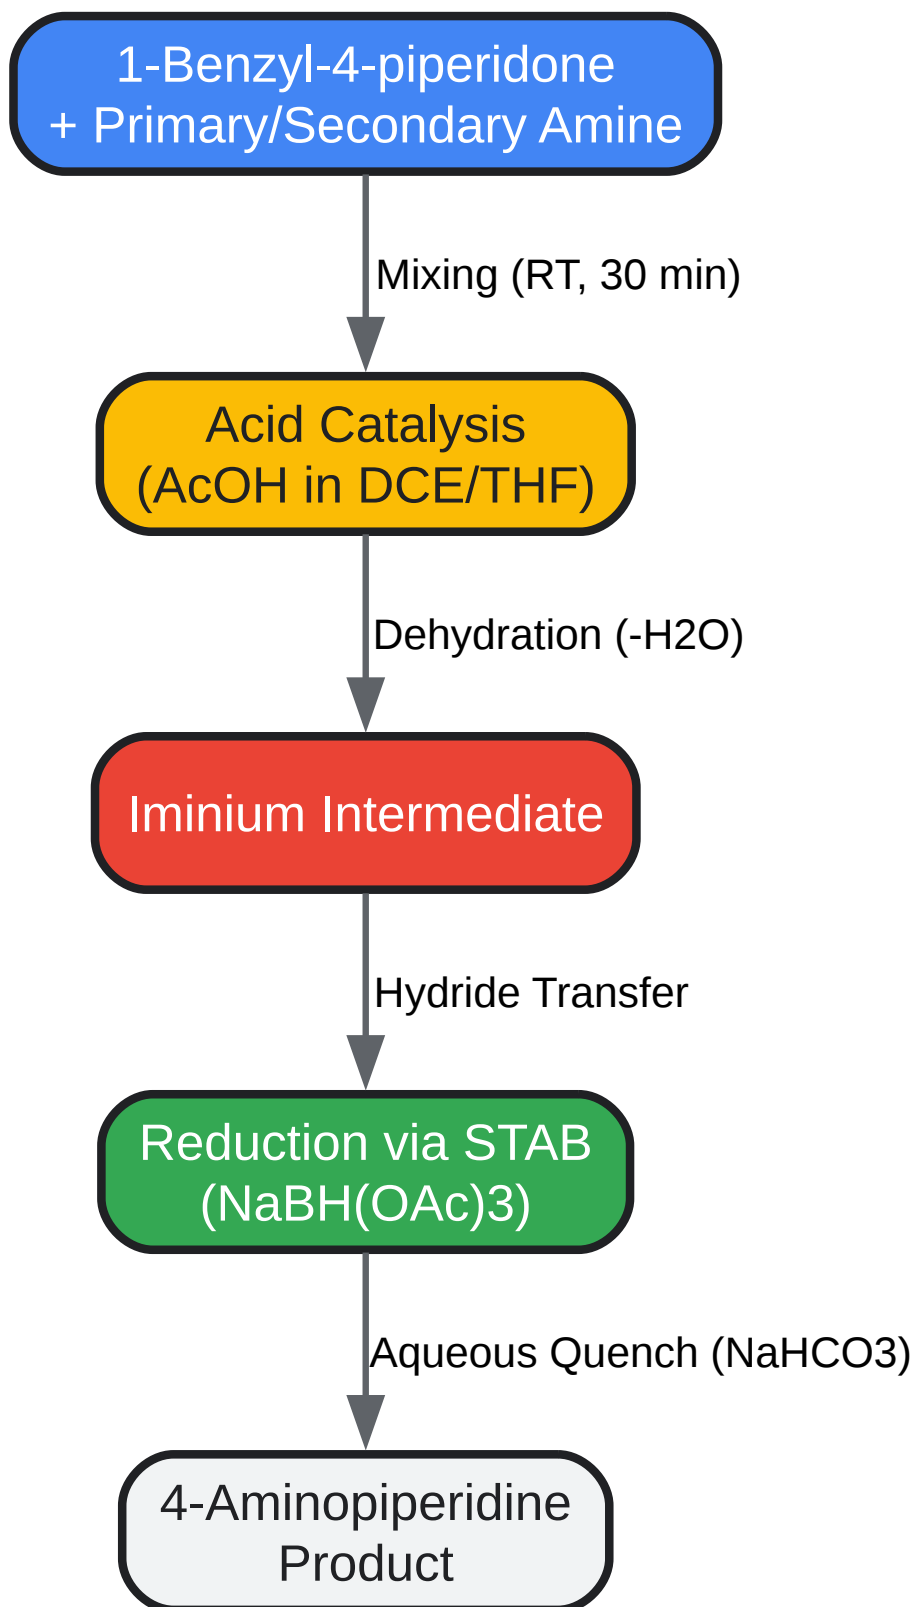 1-Benzyl-4-piperidone
+ Primary/Secondary Amine
Mixing (RT, 30 min)
Acid Catalysis
(AcOH in DCE/THF)
Dehydration (-H2O)
Iminium Intermediate
Hydride Transfer
Reduction via STAB
(NaBH(OAc)3)
Aqueous Quench (NaHCO3)
4-Aminopiperidine
Product